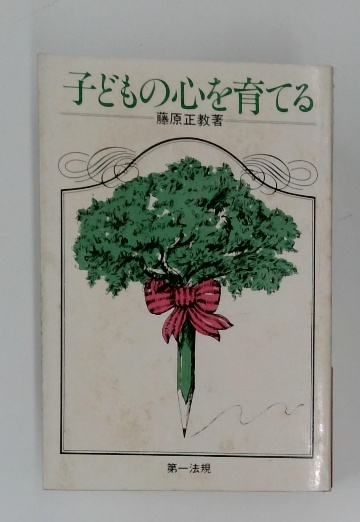 子どもの心を育てる
藤原正教著
第一法規